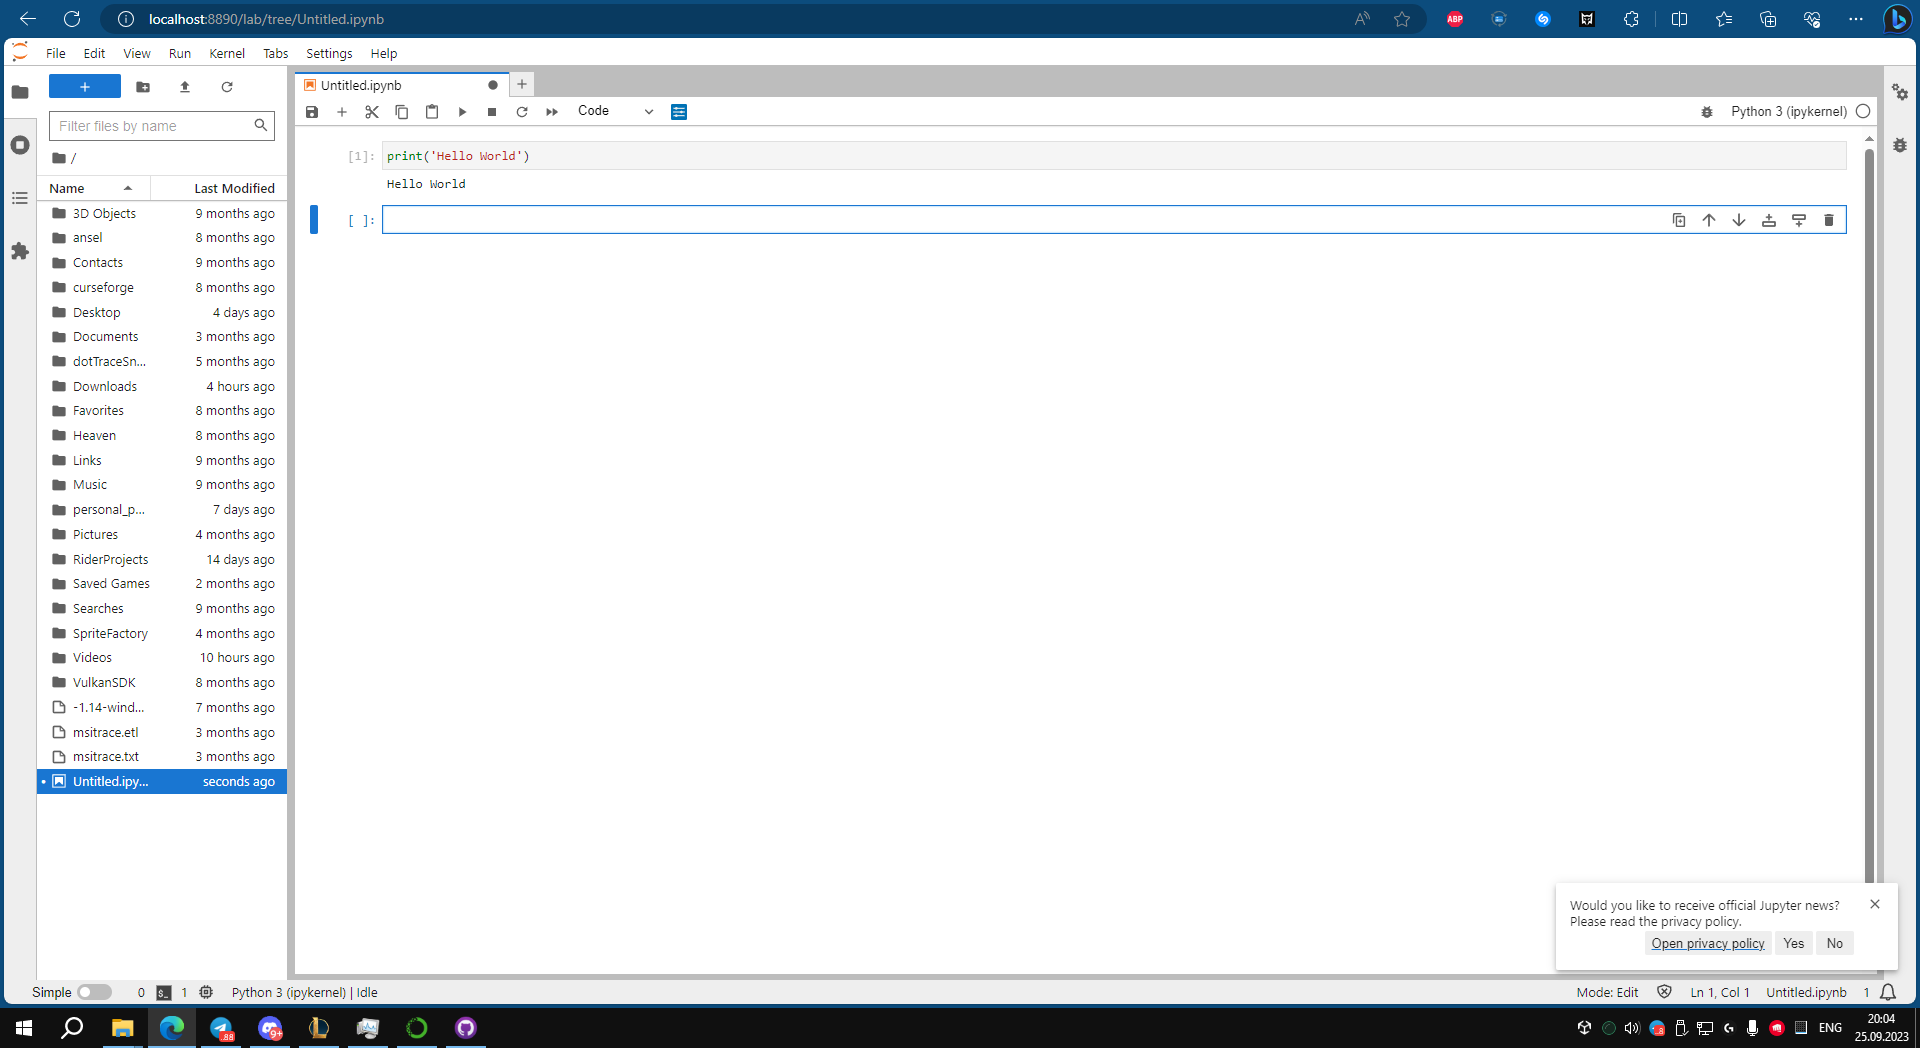 localhost:8890/lab/tree/Untitled.ipynb
File Edit View Run Kernel Tabs Settings Help
Filter files by name
/
Name Last Modified
3D Objects 9 months ago
ansel 8 months ago
Contacts 9 months ago
curseforge 8 months ago
Desktop 4 days ago
Documents 3 months ago
dotTraceSn... 5 months ago
Downloads 4 hours ago
Favorites 8 months ago
Heaven 8 months ago
Links 9 months ago
Music 9 months ago
personal_p... 7 days ago
Pictures 4 months ago
RiderProjects 14 days ago
Saved Games 2 months ago
Searches 9 months ago
SpriteFactory 4 months ago
Videos 10 hours ago
VulkanSDK 8 months ago
-1.14-wind... 7 months ago
msitrace.etl 3 months ago
msitrace.txt 3 months ago
Untitled.ipy... seconds ago
Untitled.ipynb
Code
Python 3 (ipykernel)
[1]: print('Hello World')
Hello World
[ ]:
Would you like to receive official Jupyter news?
Please read the privacy policy.
Open privacy policy Yes No
Simple 0 1 Python 3 (ipykernel) | Idle Mode: Edit Ln 1, Col 1 Untitled.ipynb 1
ABP
88
9+
ENG
20:04
25.09.2023